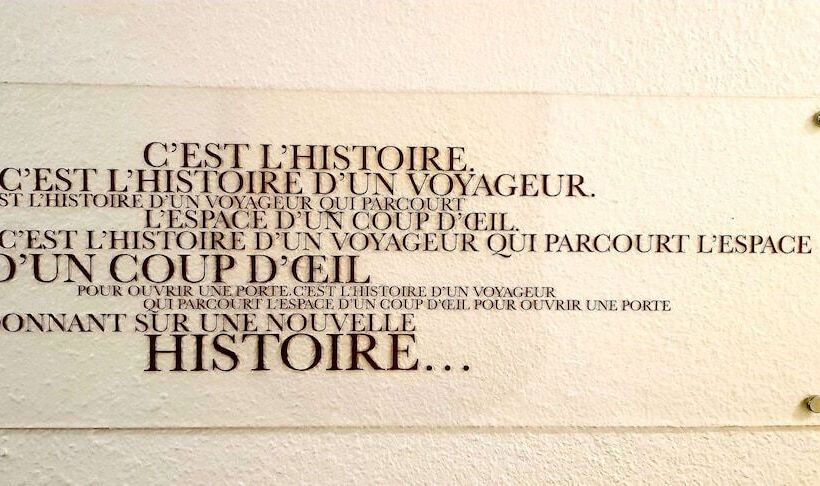 C'EST L'HISTOIRE.
C'EST L'HISTOIRE D'UN VOYAGEUR.
EST L'HISTOIRE D'UN VOYAGEUR QUI PARCOURT
L'ESPACE D'UN COUP D'ŒIL.
C'EST L'HISTOIRE D'UN VOYAGEUR QUI PARCOURT L'ESPACE
D'UN COUP D'ŒIL
POUR OUVRIR UNE PORTE. C'EST L'HISTOIRE D'UN VOYAGEUR
QUI PARCOURT L'ESPACE D'UN COUP D'ŒIL POUR OUVRIR UNE PORTE
DONNANT SUR UNE NOUVELLE
HISTOIRE...